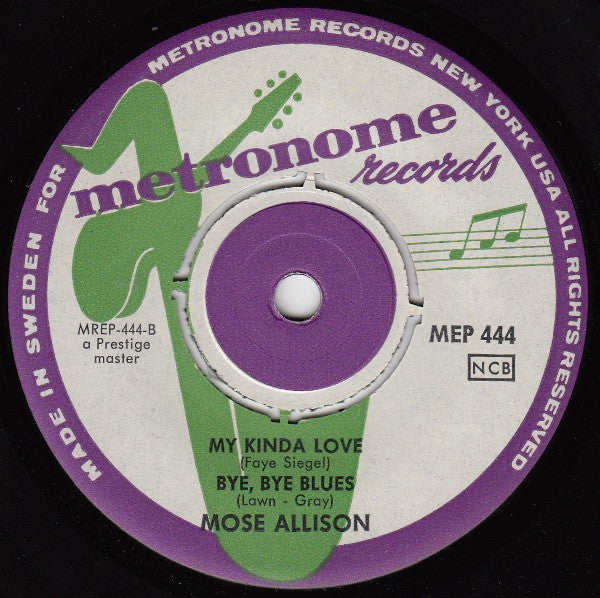 MADE IN SWEDEN FOR METRONOME RECORDS NEW YORK USA ALL RIGHTS RESERVED
metronome
records
MREP-444-B
a Prestige
master
MEP 444
NCB
MY KINDA LOVE
(Faye Siegel)
BYE, BYE BLUES
(Lawn - Gray)
MOSE ALLISON